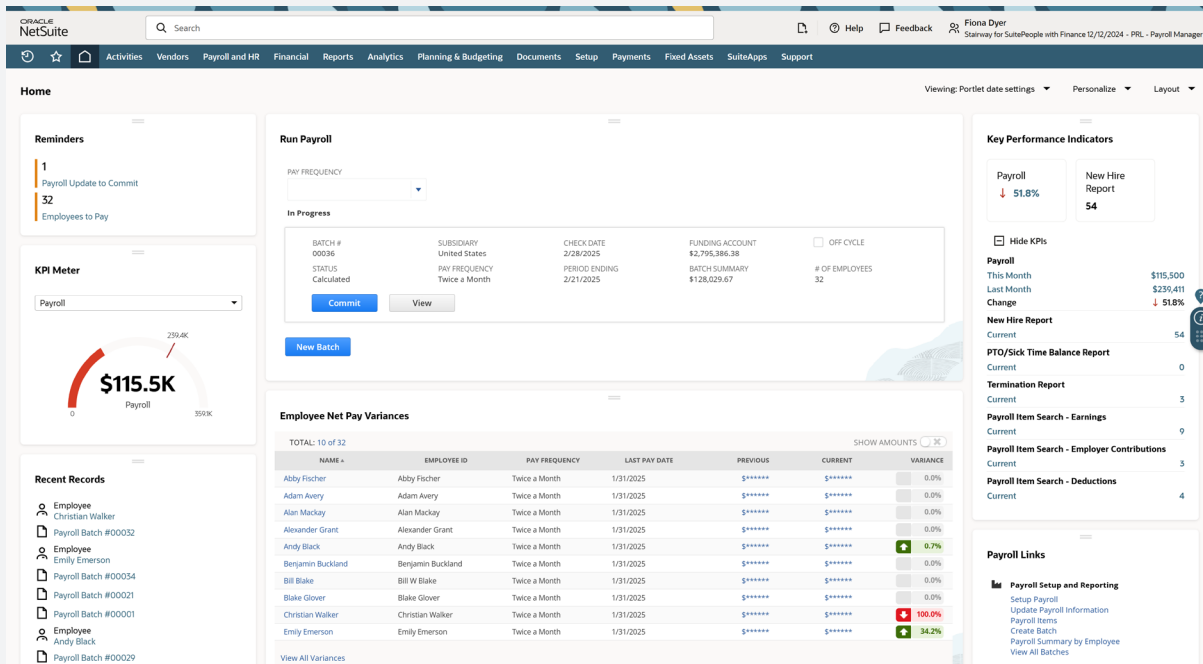 ORACLE
NetSuite
Search
Help
Feedback
Fiona Dyer
Stairway for SuitePeople with Finance 12/12/2024 - PRL - Payroll Manager
Activities Vendors Payroll and HR Financial Reports Analytics Planning & Budgeting Documents Setup Payments Fixed Assets SuiteApps Support
Home
Viewing: Portlet date settings Personalize Layout
Reminders
1
Payroll Update to Commit
32
Employees to Pay
KPI Meter
Payroll
239.4K
$115.5K
Payroll
0
359.1K
Recent Records
Employee
Christian Walker
Payroll Batch #00032
Employee
Emily Emerson
Payroll Batch #00034
Payroll Batch #00021
Payroll Batch #00001
Employee
Andy Black
Payroll Batch #00029
Run Payroll
PAY FREQUENCY
In Progress
BATCH # SUBSIDIARY CHECK DATE FUNDING ACCOUNT OFF CYCLE
00036 United States 2/28/2025 $2,795,386.38
STATUS PAY FREQUENCY PERIOD ENDING BATCH SUMMARY # OF EMPLOYEES
Calculated Twice a Month 2/21/2025 $128,029.67 32
Commit View
New Batch
Employee Net Pay Variances
TOTAL: 10 of 32 SHOW AMOUNTS
NAME EMPLOYEE ID PAY FREQUENCY LAST PAY DATE PREVIOUS CURRENT VARIANCE
Abby Fischer Abby Fischer Twice a Month 1/31/2025 $****** $****** 0.0%
Adam Avery Adam Avery Twice a Month 1/31/2025 $****** $****** 0.0%
Alan Mackay Alan Mackay Twice a Month 1/31/2025 $****** $****** 0.0%
Alexander Grant Alexander Grant Twice a Month 1/31/2025 $****** $****** 0.0%
Andy Black Andy Black Twice a Month 1/31/2025 $****** $****** 0.7%
Benjamin Buckland Benjamin Buckland Twice a Month 1/31/2025 $****** $****** 0.0%
Bill Blake Bill W Blake Twice a Month 1/31/2025 $****** $****** 0.0%
Blake Glover Blake Glover Twice a Month 1/31/2025 $****** $****** 0.0%
Christian Walker Christian Walker Twice a Month 1/31/2025 $****** $****** 100.0%
Emily Emerson Emily Emerson Twice a Month 1/31/2025 $****** $****** 34.2%
View All Variances
Key Performance Indicators
Payroll
51.8%
New Hire
Report
54
Hide KPIs
Payroll
This Month $115,500
Last Month $239,411
Change 51.8%
New Hire Report
Current 54
PTO/Sick Time Balance Report
Current 0
Termination Report
Current 3
Payroll Item Search - Earnings
Current 9
Payroll Item Search - Employer Contributions
Current 3
Payroll Item Search - Deductions
Current 4
Payroll Links
Payroll Setup and Reporting
Setup Payroll
Update Payroll Information
Payroll Items
Create Batch
Payroll Summary by Employee
View All Batches